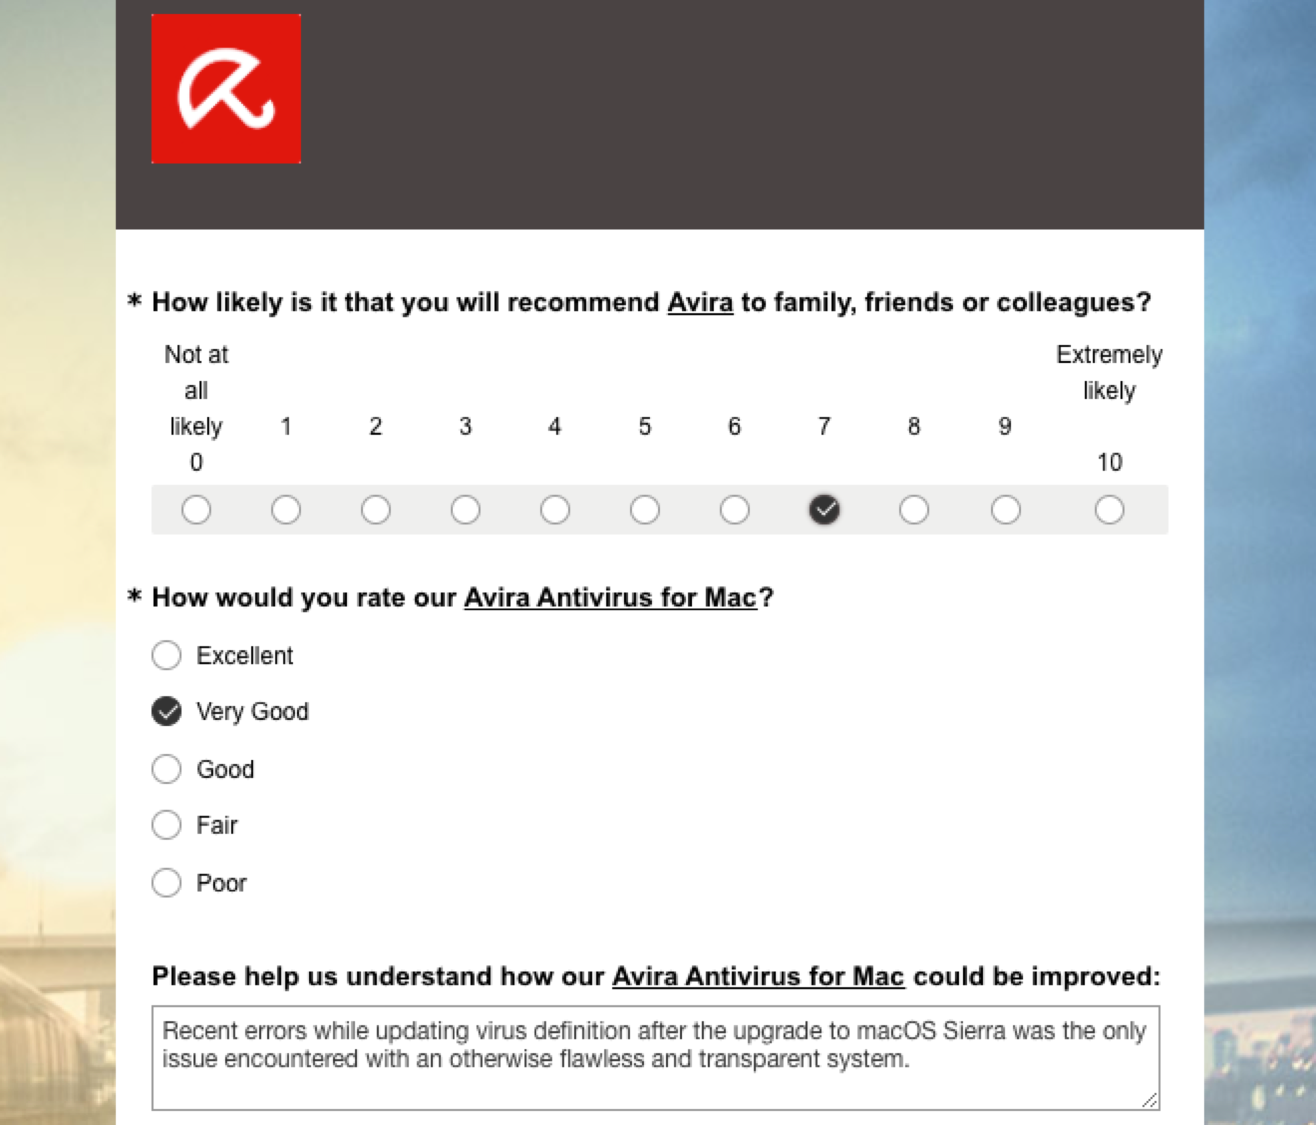 * How likely is it that you will recommend Avira to family, friends or colleagues?
Not at all likely 0 1 2 3 4 5 6 7 8 9 Extremely likely 10
* How would you rate our Avira Antivirus for Mac?
Excellent
Very Good
Good
Fair
Poor
Please help us understand how our Avira Antivirus for Mac could be improved:
Recent errors while updating virus definition after the upgrade to macOS Sierra was the only
issue encountered with an otherwise flawless and transparent system.